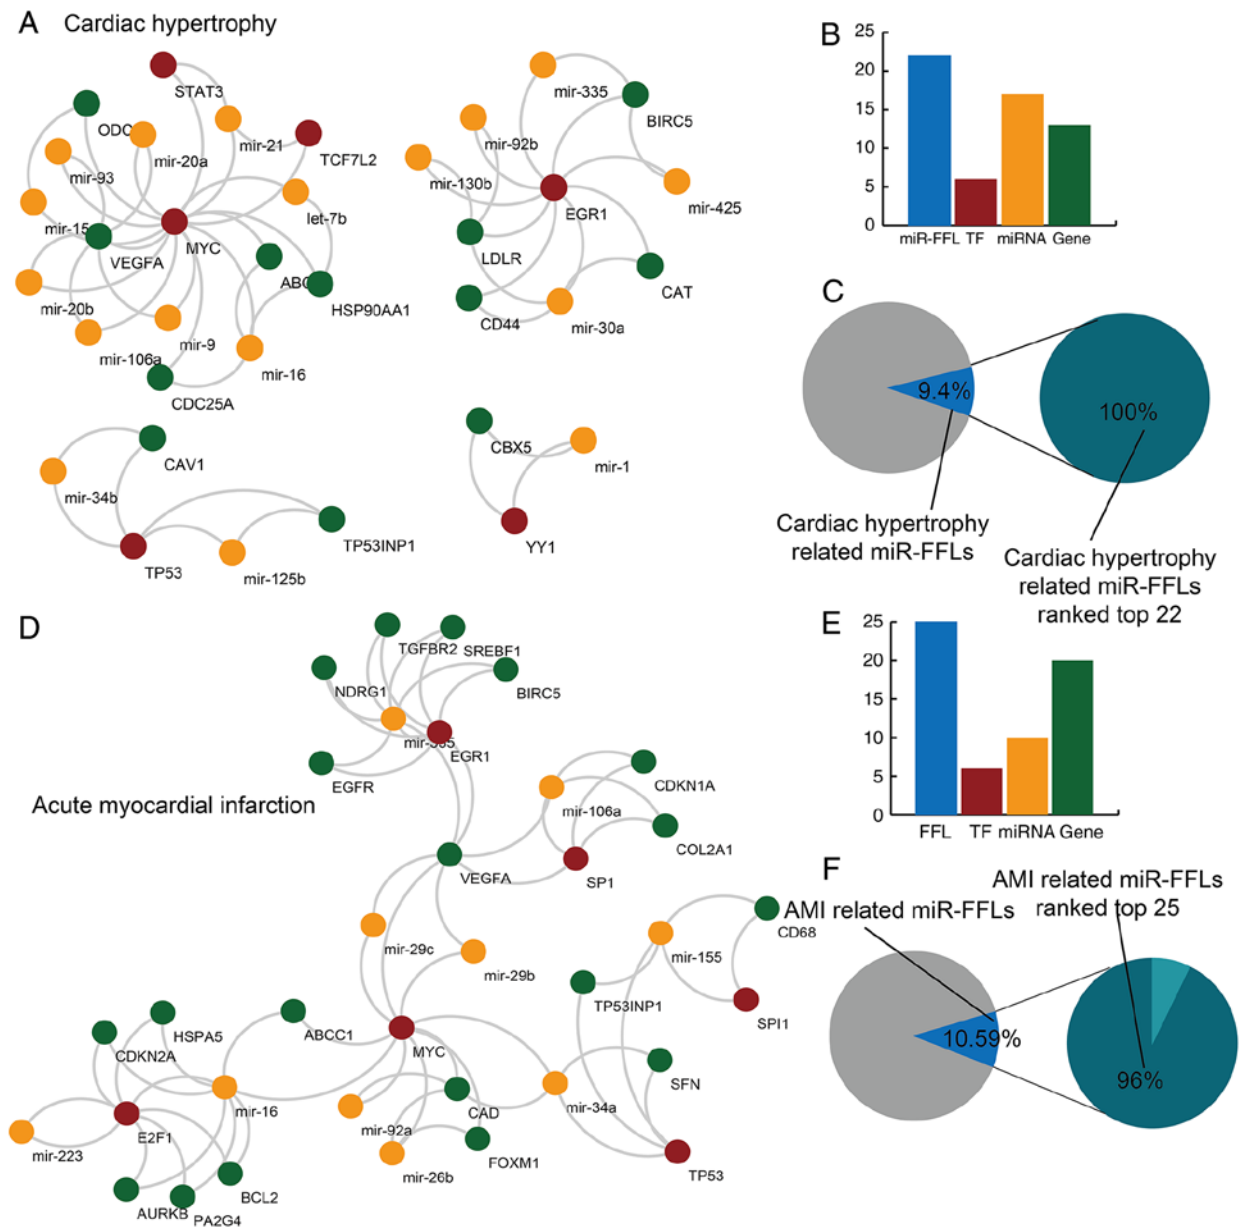 A Cardiac hypertrophy
STAT3
mir-21
TCF7L2
mir-20a
mir-93
mir-15
let-7b
MYC
VEGFA
HSP90AA1
mir-20b
mir-9
mir-106a
mir-16
CDC25A
mir-335
BIRC5
mir-92b
mir-130b
mir-425
EGR1
LDLR
CAT
CD44
mir-30a
CAV1
mir-34b
TP53INP1
TP53
mir-125b
CBX5
mir-1
YY1
B
25
20
15
10
5
0
miR-FFL TF miRNA Gene
C
9.4%
100%
Cardiac hypertrophy
related miR-FFLs
Cardiac hypertrophy
related miR-FFLs
ranked top 22
D
Acute myocardial infarction
TGFBR2
SREBF1
NDRG1
BIRC5
EGR1
EGFR
CDKN1A
mir-106a
COL2A1
SP1
VEGFA
mir-29c
mir-29b
CD68
mir-155
SPI1
TP53INP1
HSPA5
CDKN2A
ABCC1
MYC
SFN
mir-34a
CAD
mir-16
E2F1
mir-92a
mir-223
FOXM1
mir-26b
TP53
BCL2
AURKB
PA2G4
E
25
20
15
10
5
0
FFL TF miRNA Gene
F
AMI related miR-FFLs
ranked top 25
AMI related miR-FFLs
10.59%
96%